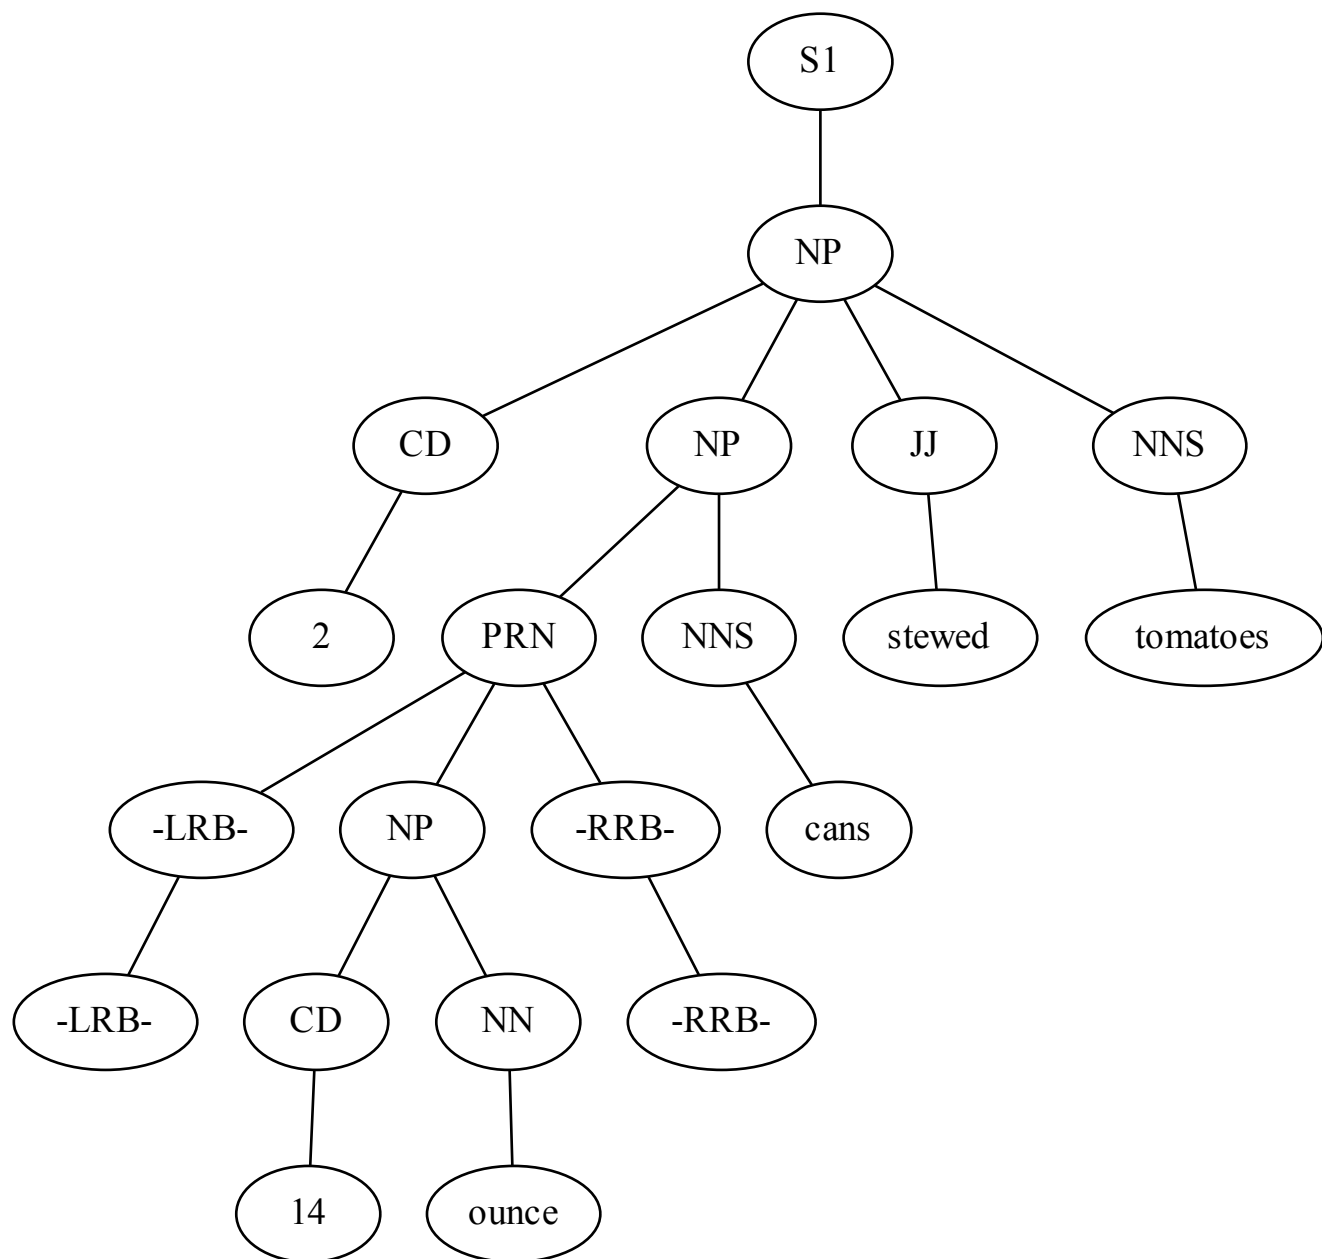 S1
NP
CD NP JJ NNS
2 PRN NNS stewed tomatoes
-LRB- NP -RRB- cans
-LRB- CD NN -RRB-
14 ounce